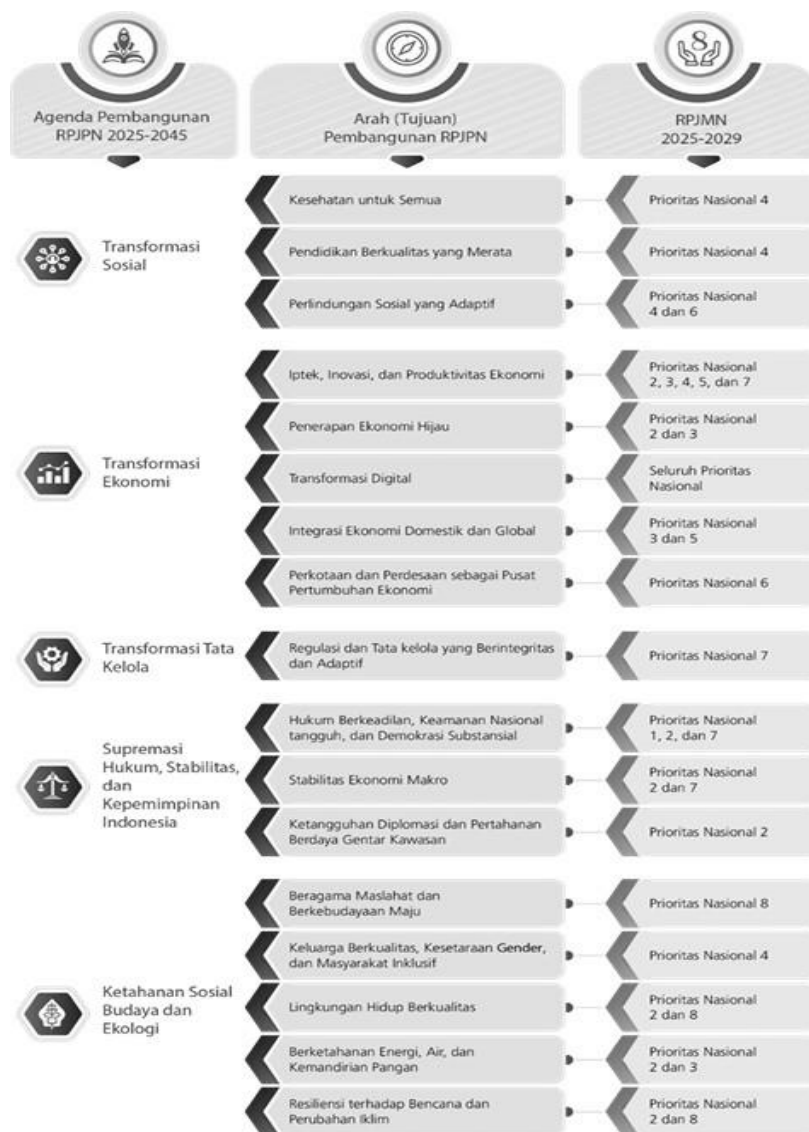 8
Agenda Pembangunan
RPJPN 2025-2045
Arah (Tujuan)
Pembangunan RPJPN
RPJMN
2025-2029
Transformasi
Sosial
Kesehatan untuk Semua
Prioritas Nasional 4
Pendidikan Berkualitas yang Merata
Prioritas Nasional 4
Perlindungan Sosial yang Adaptif
Prioritas Nasional
4 dan 6
Transformasi
Ekonomi
Iptek, Inovasi, dan Produktivitas Ekonomi
Prioritas Nasional
2, 3, 4, 5, dan 7
Penerapan Ekonomi Hijau
Prioritas Nasional
2 dan 3
Transformasi Digital
Seluruh Prioritas
Nasional
Integrasi Ekonomi Domestik dan Global
Prioritas Nasional
3 dan 5
Perkotaan dan Perdesaan sebagai Pusat
Pertumbuhan Ekonomi
Prioritas Nasional 6
Transformasi Tata
Kelola
Regulasi dan Tata kelola yang Berintegritas
dan Adaptif
Prioritas Nasional 7
Supremasi
Hukum, Stabilitas,
dan
Kepemimpinan
Indonesia
Hukum Berkeadilan, Keamanan Nasional
tangguh, dan Demokrasi Substansial
Prioritas Nasional
1, 2, dan 7
Stabilitas Ekonomi Makro
Prioritas Nasional
2 dan 7
Ketangguhan Diplomasi dan Pertahanan
Berdaya Gentar Kawasan
Prioritas Nasional 2
Ketahanan Sosial
Budaya dan
Ekologi
Beragama Maslahat dan
Berkebudayaan Maju
Prioritas Nasional 8
Keluarga Berkualitas, Kesetaraan Gender,
dan Masyarakat Inklusif
Prioritas Nasional 4
Lingkungan Hidup Berkualitas
Prioritas Nasional
2 dan 8
Berketahanan Energi, Air, dan
Kemandirian Pangan
Prioritas Nasional
2 dan 3
Resiliensi terhadap Bencana dan
Perubahan Iklim
Prioritas Nasional
2 dan 8